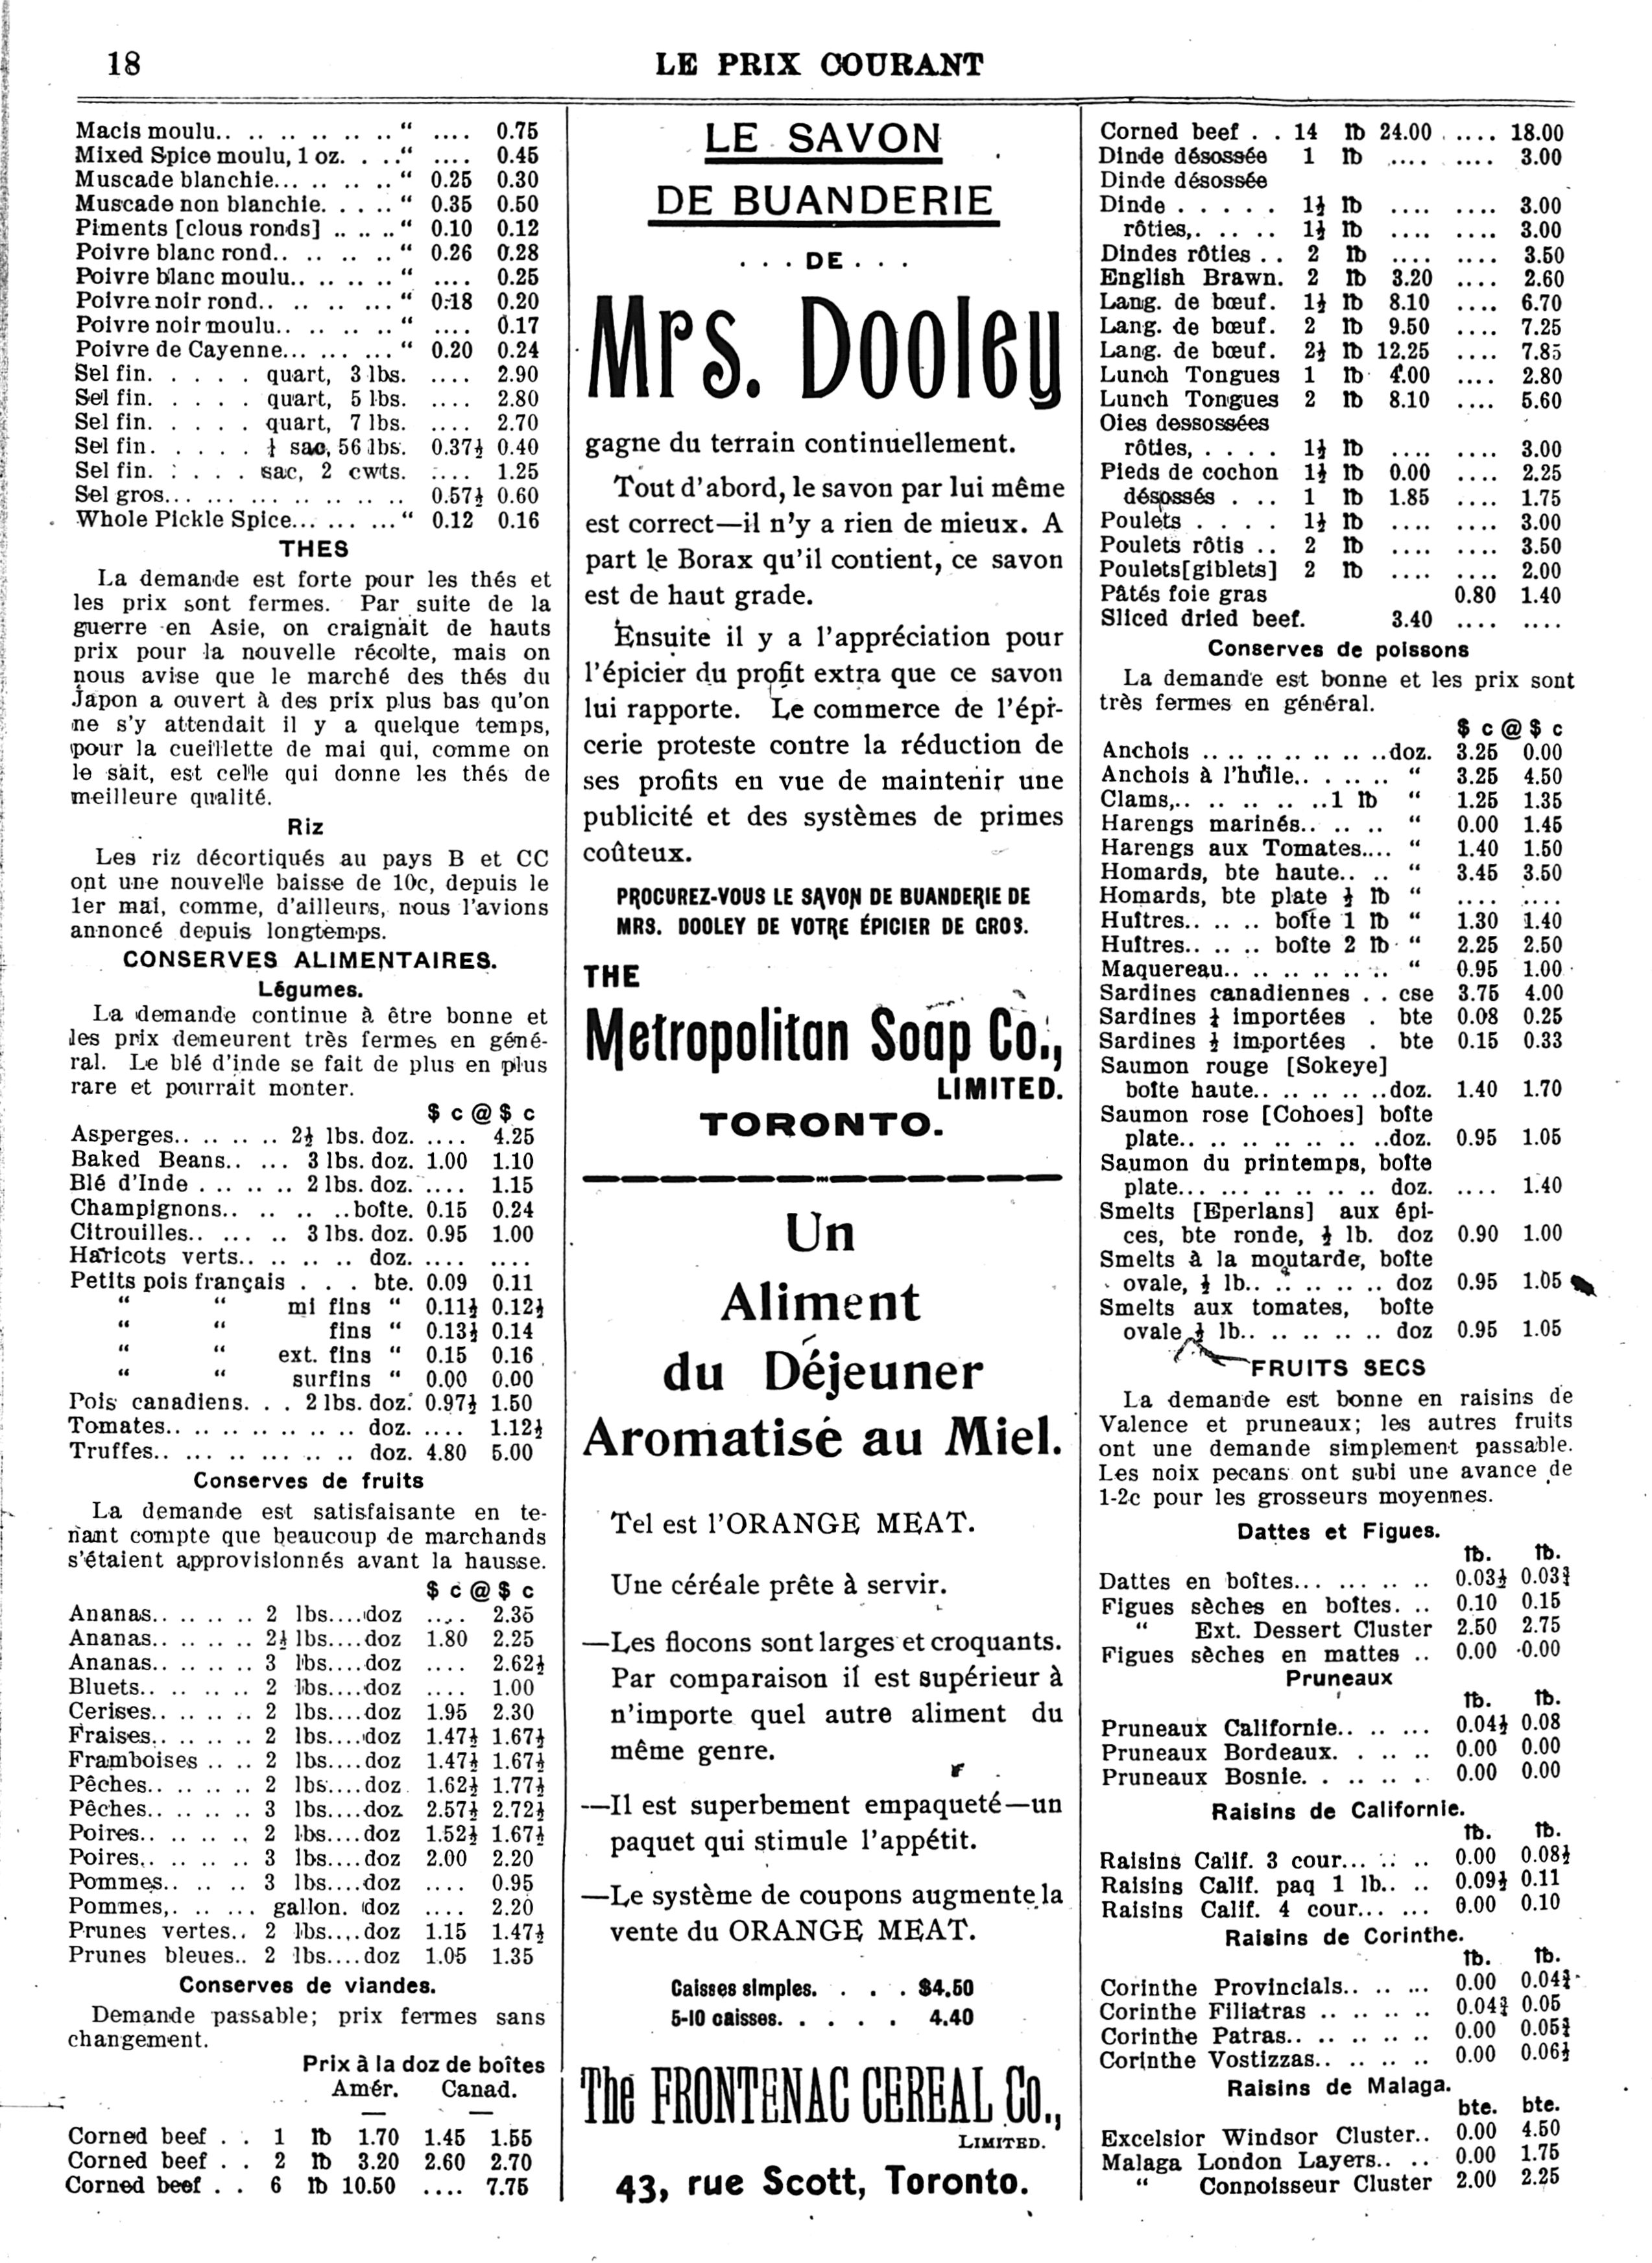 18
LE PRIX COURANT
Macis moulu.. .. .. .. .. .. .. " .... 0.75
Mixed Spice moulu, 1 oz. . .. " .... 0.45
Muscade blanchie... .. .. .. " 0.25 0.30
Muscade non blanchie. . . .. " 0.35 0.50
Piments [clous ronds] .. .. .. " 0.10 0.12
Poivre blanc rond.. .. .. .. " 0.26 0.28
Poivre blanc moulu.. .. .. .. " .... 0.25
Poivre noir rond.. .. .. ... " 0.18 0.20
Poivre noir moulu.. .. .. .. " .... 0.17
Poivre de Cayenne... ... ... " 0.20 0.24
Sel fin. . . . . quart, 3 lbs. .... 2.90
Sel fin. . . . . quart, 5 lbs. .... 2.80
Sel fin. . . . . quart, 7 lbs. .... 2.70
Sel fin. . . . . ¼ sac, 56 lbs. 0.37½ 0.40
Sel fin. . . . . sac, 2 cwts. .... 1.25
Sel gros... ... .. .. .. .. .. 0.57½ 0.60
Whole Pickle Spice... ... ... " 0.12 0.16
THES
La demande est forte pour les thés et
les prix sont fermes. Par suite de la
guerre en Asie, on craignait de hauts
prix pour la nouvelle récolte, mais on
nous avise que le marché des thés du
Japon a ouvert à des prix plus bas qu'on
ne s'y attendait il y a quelque temps,
pour la cueillette de mai qui, comme on
le sait, est celle qui donne les thés de
meilleure qualité.
Riz
Les riz décortiqués au pays B et CC
ont une nouvelle baisse de 10c, depuis le
1er mai, comme, d'ailleurs, nous l'avions
annoncé depuis longtemps.
CONSERVES ALIMENTAIRES.
Légumes.
La demande continue à être bonne et
les prix demeurent très fermes en géné-
ral. Le blé d'inde se fait de plus en plus
rare et pourrait monter.
$ c @ $ c
Asperges.. .. .. .. 2½ lbs. doz. .... 4.25
Baked Beans.. .. ... 3 lbs. doz. 1.00 1.10
Blé d'Inde . .. .. .. 2 lbs. doz. .... 1.15
Champignons.. .. .. .. boîte. 0.15 0.24
Citrouilles.. .. .. .. 3 lbs. doz. 0.95 1.00
Haricots verts.. .. .. .. doz. .... ....
Petits pois français . . . bte. 0.09 0.11
" " mi fins " 0.11½ 0.12½
" " fins " 0.13½ 0.14
" " ext. fins " 0.15 0.16
" " surfins " 0.00 0.00
Pois canadiens. . . 2 lbs. doz. 0.97½ 1.50
Tomates.. .. .. .. .. .. .. doz. .... 1.12½
Truffes.. .. .. .. ... .. .. doz. 4.80 5.00
Conserves de fruits
La demande est satisfaisante en te-
nant compte que beaucoup de marchands
s'étaient approvisionnés avant la hausse.
$ c @ $ c
Ananas.. .. .. .. 2 lbs....doz .... 2.35
Ananas.. .. .. .. 2½ lbs....doz 1.80 2.25
Ananas.. .. .. .. 3 lbs....doz .... 2.62½
Bluets.. .. .. .. 2 lbs....doz .... 1.00
Cerises.. .. .. .. 2 lbs....doz 1.95 2.30
Fraises.. .. .. .. 2 lbs....doz 1.47½ 1.67½
Framboises .. .. 2 lbs....doz 1.47½ 1.67½
Pêches.. .. .. .. 2 lbs....doz 1.62½ 1.77½
Pêches.. .. .. .. 3 lbs....doz 2.57½ 2.72½
Poires.. .. .. .. 2 lbs....doz 1.52½ 1.67½
Poires.. .. .. .. 3 lbs....doz 2.00 2.20
Pommes.. .. .. .. 3 lbs....doz .... 0.95
Pommes,. .. ... gallon. doz .... 2.20
Prunes vertes.. 2 lbs....doz 1.15 1.47½
Prunes bleues.. 2 lbs....doz 1.05 1.35
Conserves de viandes.
Demande passable; prix fermes sans
changement.
Prix à la doz de boîtes
Amér. Canad.
Corned beef . . 1 lb 1.70 1.45 1.55
Corned beef . . 2 lb 3.20 2.60 2.70
Corned beef . . 6 lb 10.50 .... 7.75
LE SAVON
DE BUANDERIE
... DE ...
Mrs. Dooley
gagne du terrain continuellement.
Tout d'abord, le savon par lui même
est correct—il n'y a rien de mieux. A
part le Borax qu'il contient, ce savon
est de haut grade.
Ensuite il y a l'appréciation pour
l'épicier du profit extra que ce savon
lui rapporte. Le commerce de l'épi-
cerie proteste contre la réduction de
ses profits en vue de maintenir une
publicité et des systèmes de primes
coûteux.
PROCUREZ-VOUS LE SAVON DE BUANDERIE DE
MRS. DOOLEY DE VOTRE ÉPICIER DE GROS.
THE
Metropolitan Soap Co.,
LIMITED.
TORONTO.
Un
Aliment
du Déjeuner
Aromatisé au Miel.
Tel est l'ORANGE MEAT.
Une céréale prête à servir.
—Les flocons sont larges et croquants.
Par comparaison il est supérieur à
n'importe quel autre aliment du
même genre.
—Il est superbement empaqueté—un
paquet qui stimule l'appétit.
—Le système de coupons augmente la
vente du ORANGE MEAT.
Caisses simples. . . . $4.50
5-10 caisses. . . . . 4.40
The FRONTENAC CEREAL Co.,
LIMITED.
43, rue Scott, Toronto.
Corned beef . . 14 lb 24.00 .... 18.00
Dinde désossée 1 lb .... .... 3.00
Dinde désossée
Dinde . . . . . 1½ lb .... .... 3.00
rôties,. . . .. 1½ lb .... .... 3.00
Dindes rôties .. 2 lb .... .... 3.50
English Brawn. 2 lb 3.20 .... 2.60
Lang. de bœuf. 1½ lb 8.10 .... 6.70
Lang. de bœuf. 2 lb 9.50 .... 7.25
Lang. de bœuf. 2½ lb 12.25 .... 7.85
Lunch Tongues 1 lb 4.00 .... 2.80
Lunch Tongues 2 lb 8.10 .... 5.60
Oies dessossées
rôties, . . . . 1½ lb .... .... 3.00
Pieds de cochon 1½ lb 0.00 .... 2.25
désossés . .. 1 lb 1.85 .... 1.75
Poulets . . . . 1½ lb .... .... 3.00
Poulets rôtis .. 2 lb .... .... 3.50
Poulets[giblets] 2 lb .... .... 2.00
Pâtés foie gras 0.80 1.40
Sliced dried beef. 3.40 .... ....
Conserves de poissons
La demande est bonne et les prix sont
très fermes en général.
$ c @ $ c
Anchois .. .. .. .. .. .. ..doz. 3.25 0.00
Anchois à l'huile.. . .. .. " 3.25 4.50
Clams,.. .. .. .. .. ..1 lb " 1.25 1.35
Harengs marinés.. .. .. " 0.00 1.45
Harengs aux Tomates.... " 1.40 1.50
Homards, bte haute.. .. " 3.45 3.50
Homards, bte plate ½ lb " .... ....
Huîtres.. .. .. boîte 1 lb " 1.30 1.40
Huîtres.. .. .. boîte 2 lb " 2.25 2.50
Maquereau.. .. .. .. .. .. " 0.95 1.00
Sardines canadiennes . . cse 3.75 4.00
Sardines ¼ importées . bte 0.08 0.25
Sardines ½ importées . bte 0.15 0.33
Saumon rouge [Sokeye]
boîte haute.. .. .. .. ..doz. 1.40 1.70
Saumon rose [Cohoes] boîte
plate.. .. .. .. .. .. ..doz. 0.95 1.05
Saumon du printemps, boîte
plate... ... .. .. .. .. doz. .... 1.40
Smelts [Eperlans] aux épi-
ces, bte ronde, ½ lb. doz 0.90 1.00
Smelts à la moutarde, boîte
ovale, ½ lb.. .. .. .. .. doz 0.95 1.05
Smelts aux tomates, boîte
ovale ½ lb.. .. .. .. .. doz 0.95 1.05
FRUITS SECS
La demande est bonne en raisins de
Valence et pruneaux; les autres fruits
ont une demande simplement passable.
Les noix pecans ont subi une avance de
1-2c pour les grosseurs moyennes.
Dattes et Figues.
lb. lb.
Dattes en boîtes... ... .. .. 0.03½ 0.03¾
Figues sèches en boîtes. .. 0.10 0.15
" Ext. Dessert Cluster 2.50 2.75
Figues sèches en mattes .. 0.00 0.00
Pruneaux
lb. lb.
Pruneaux Californie.. .. ... 0.04½ 0.08
Pruneaux Bordeaux. . .. .. 0.00 0.00
Pruneaux Bosnie. . .. .. .. 0.00 0.00
Raisins de Californie.
lb. lb.
Raisins Calif. 3 cour... .. .. 0.00 0.08½
Raisins Calif. paq 1 lb.. .. 0.09½ 0.11
Raisins Calif. 4 cour... ... 0.00 0.10
Raisins de Corinthe.
lb. lb.
Corinthe Provincials.. .. ... 0.00 0.04¾
Corinthe Filiatras .. .. .. .. 0.04¾ 0.05
Corinthe Patras.. .. .. .. .. 0.00 0.05¾
Corinthe Vostizzas.. .. .. .. 0.00 0.06½
Raisins de Malaga.
bte. bte.
Excelsior Windsor Cluster.. 0.00 4.50
Malaga London Layers.. .. 0.00 1.75
" Connoisseur Cluster 2.00 2.25